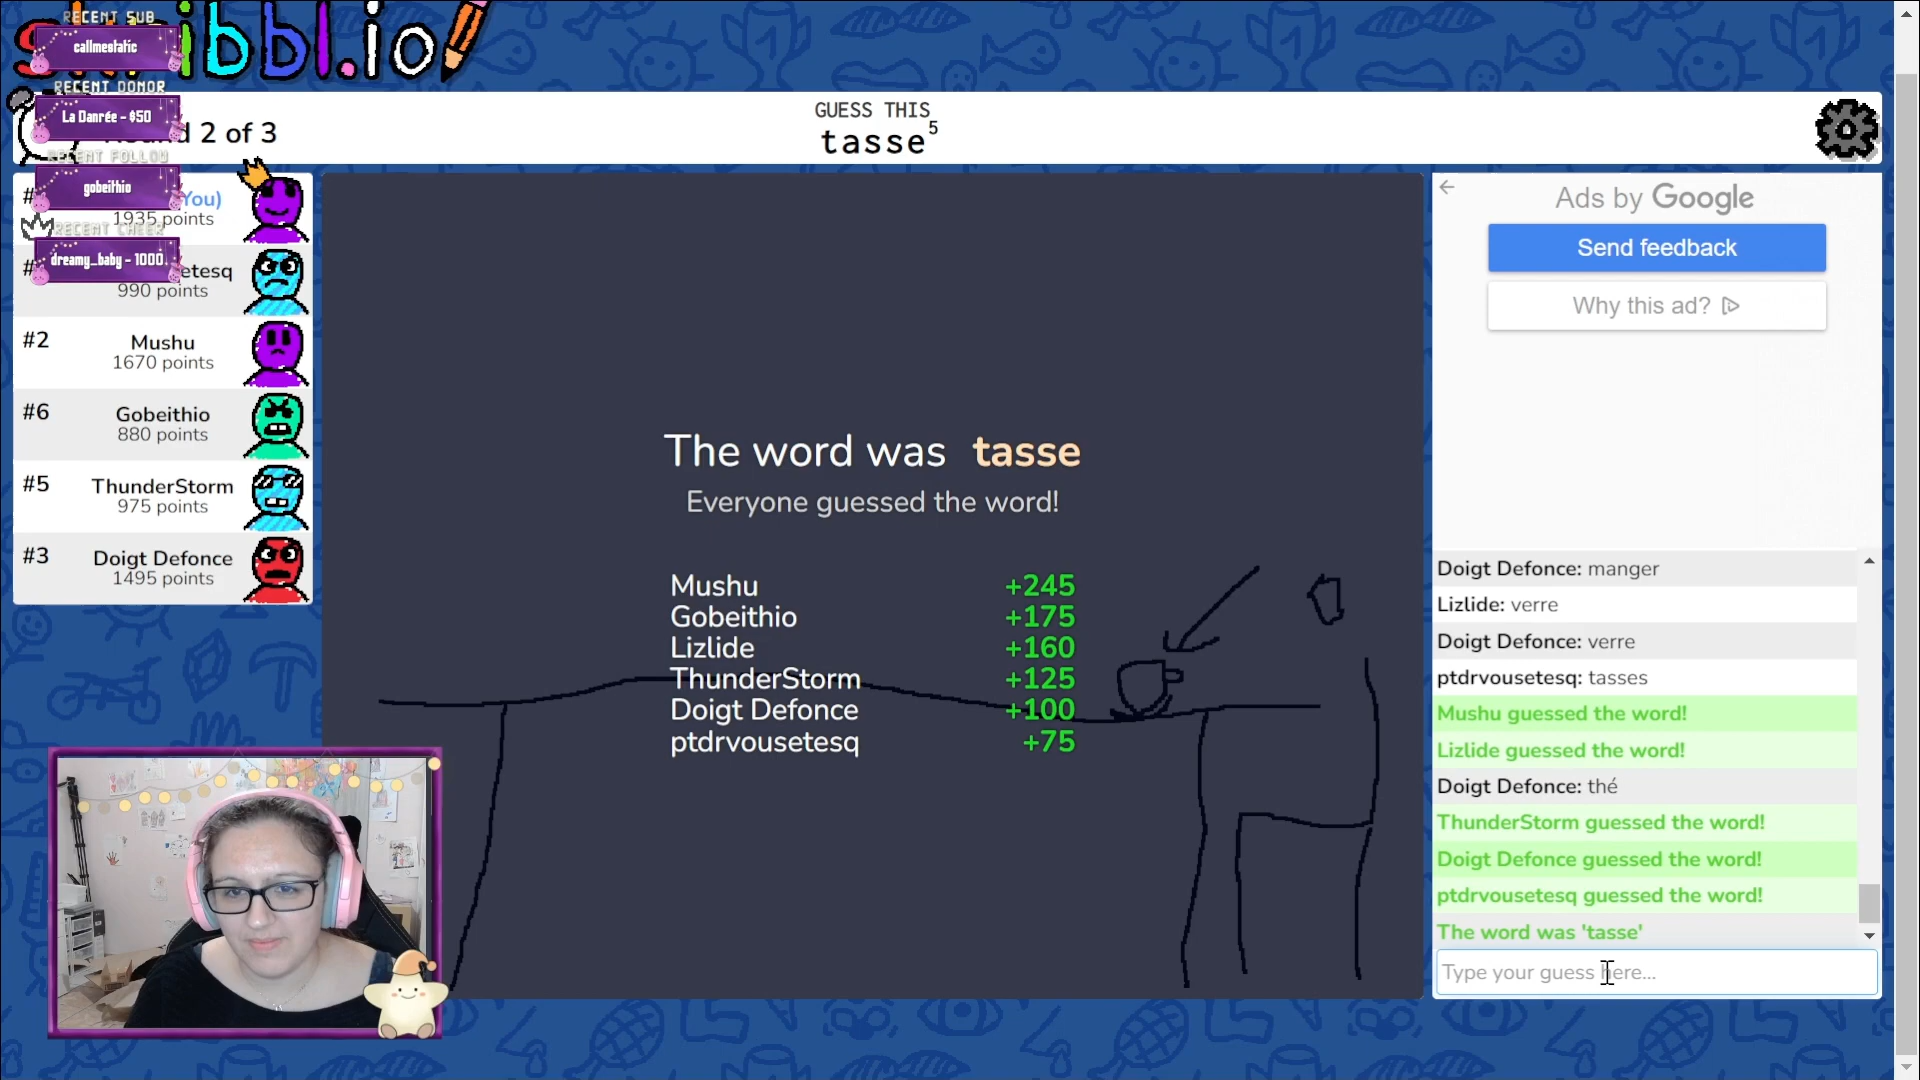 RECENT SUB
callmestatic
ibbl.io
RECENT DONOR
La Danrée - $50
2 of 3
GUESS THIS
tasse 5
RECENT FOLLOW
gobeithio
You)
1935 points
RECENT CHEER
dreamy_baby - 1000
etesq
990 points
#2
Mushu
1670 points
#6
Gobeithio
880 points
#5
ThunderStorm
975 points
#3
Doigt Defonce
1495 points
The word was tasse
Everyone guessed the word!
Mushu +245
Gobeithio +175
Lizlide +160
ThunderStorm +125
Doigt Defonce +100
ptdrvousetesq +75
Ads by Google
Send feedback
Why this ad?
Doigt Defonce: manger
Lizlide: verre
Doigt Defonce: verre
ptdrvousetesq: tasses
Mushu guessed the word!
Lizlide guessed the word!
Doigt Defonce: thé
ThunderStorm guessed the word!
Doigt Defonce guessed the word!
ptdrvousetesq guessed the word!
The word was 'tasse'
Type your guess here...